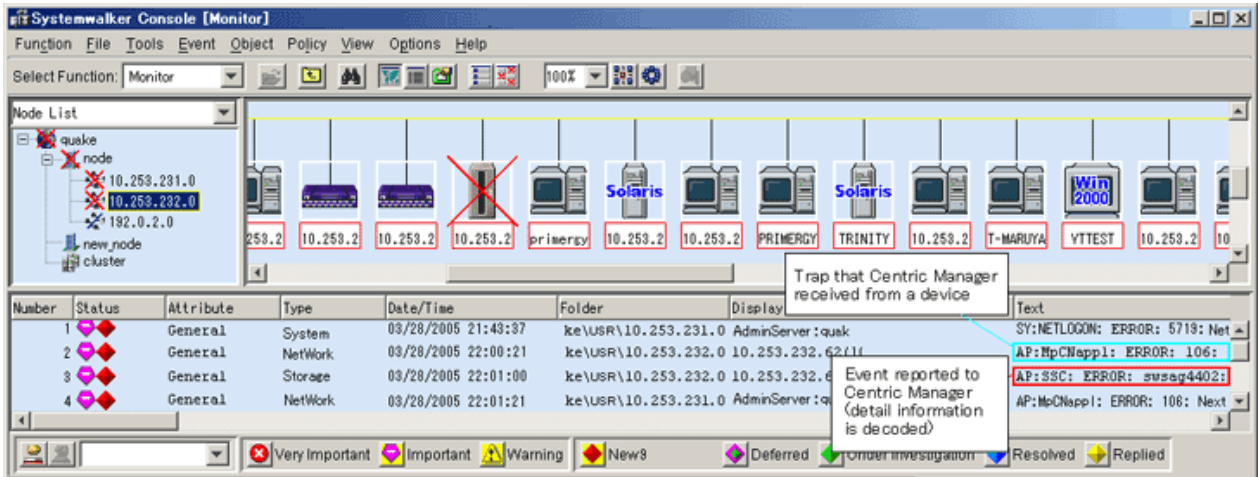 Systemwalker Console [Monitor]
Function File Tools Event Object Policy View Options Help
Select Function: Monitor 100%
Node List
quake
node
10.253.231.0
10.253.232.0
192.0.2.0
new_node
cluster
Solaris Solaris Win 2000
253.2 10.253.2 10.253.2 10.253.2 primergy 10.253.2 10.253.2 PRIMERGY TRINITY 10.253.2 T-MARUYA VTTEST 10.253.2 10
Trap that Centric Manager
received from a device
Number Status Attribute Type Date/Time Folder Display Text
1 General System 03/28/2005 21:43:37 ke\USR\10.253.231.0 AdminServer:quak SY:NETLOGON: ERROR: 5719: Net
2 General NetWork 03/28/2005 22:00:21 ke\USR\10.253.232.0 10.253.232.62 AP:MpCNappl: ERROR: 106:
3 General Storage 03/28/2005 22:01:00 ke\USR\10.253.232.0 10.253.232.6 AP:SSC: ERROR: swsag4402:
4 General NetWork 03/28/2005 22:01:21 ke\USR\10.253.231.0 AdminServer:q AP:MpCNappl: ERROR: 106: Next
Event reported to
Centric Manager
(detail information
is decoded)
Very Important Important Warning New9 Deferred Under Investigation Resolved Replied